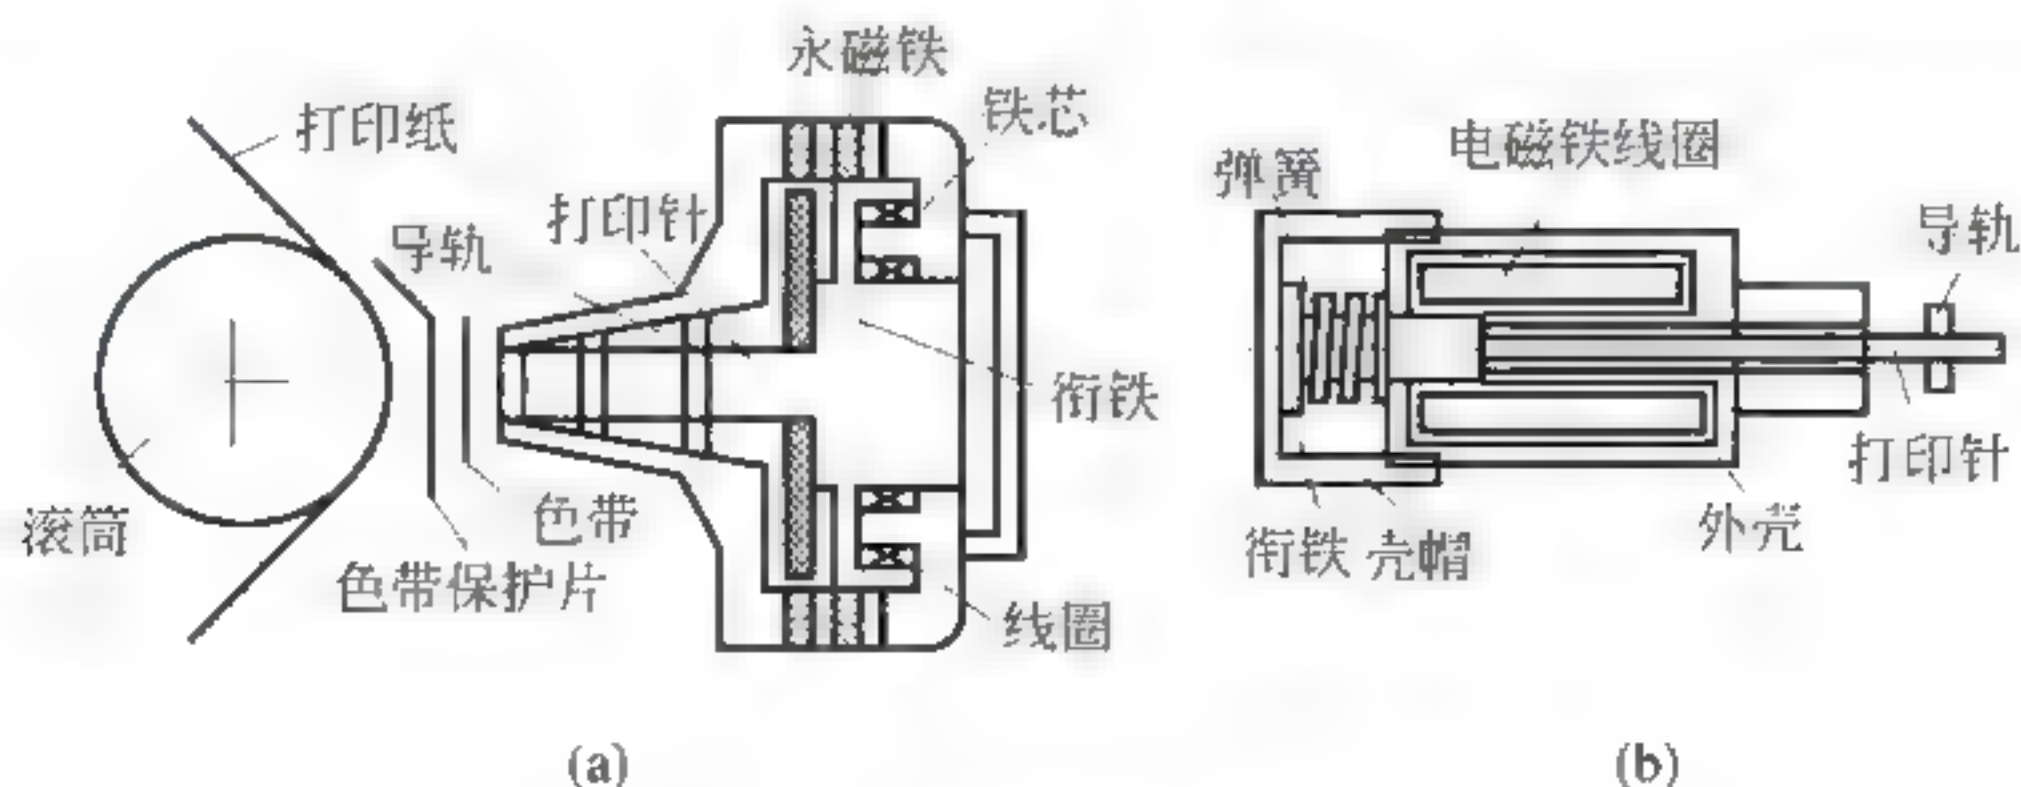 永磁铁
打印纸
铁芯
打印针
导轨
衔铁
滚筒
色带
色带保护片
线圈
(a)
电磁铁线圈
弹簧
导轨
打印针
外壳
衔铁 壳帽
(b)